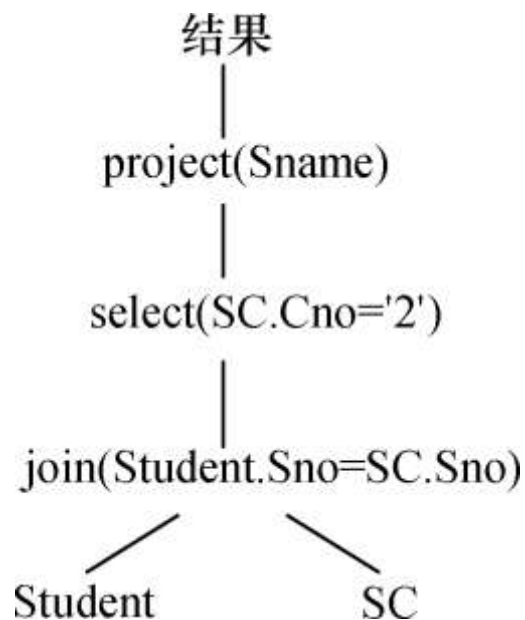 结果
project(Sname)
select(SC.Cno='2')
join(Student.Sno=SC.Sno)
Student SC